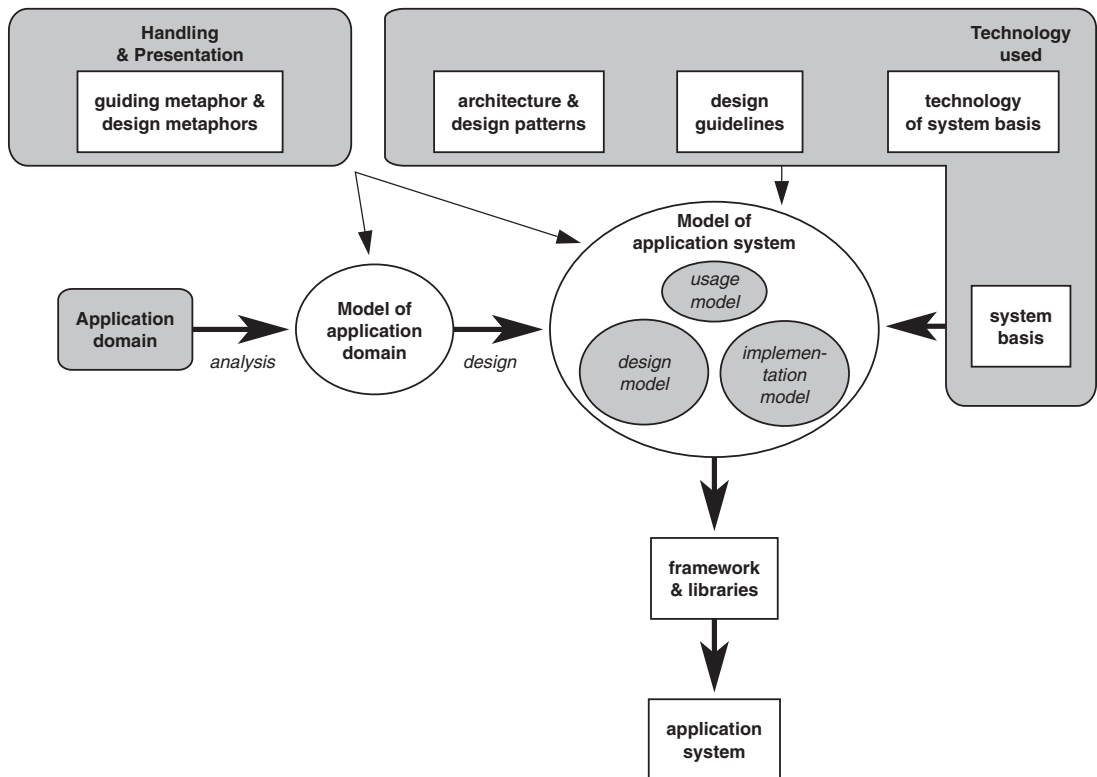 Handling
& Presentation
guiding metaphor &
design metaphors
Technology
used
architecture &
design patterns
design
guidelines
technology
of system basis
Model of
application system
usage
model
design
model
implemen-
tation
model
Application
domain
analysis
Model of
application
domain
design
system
basis
framework
& libraries
application
system